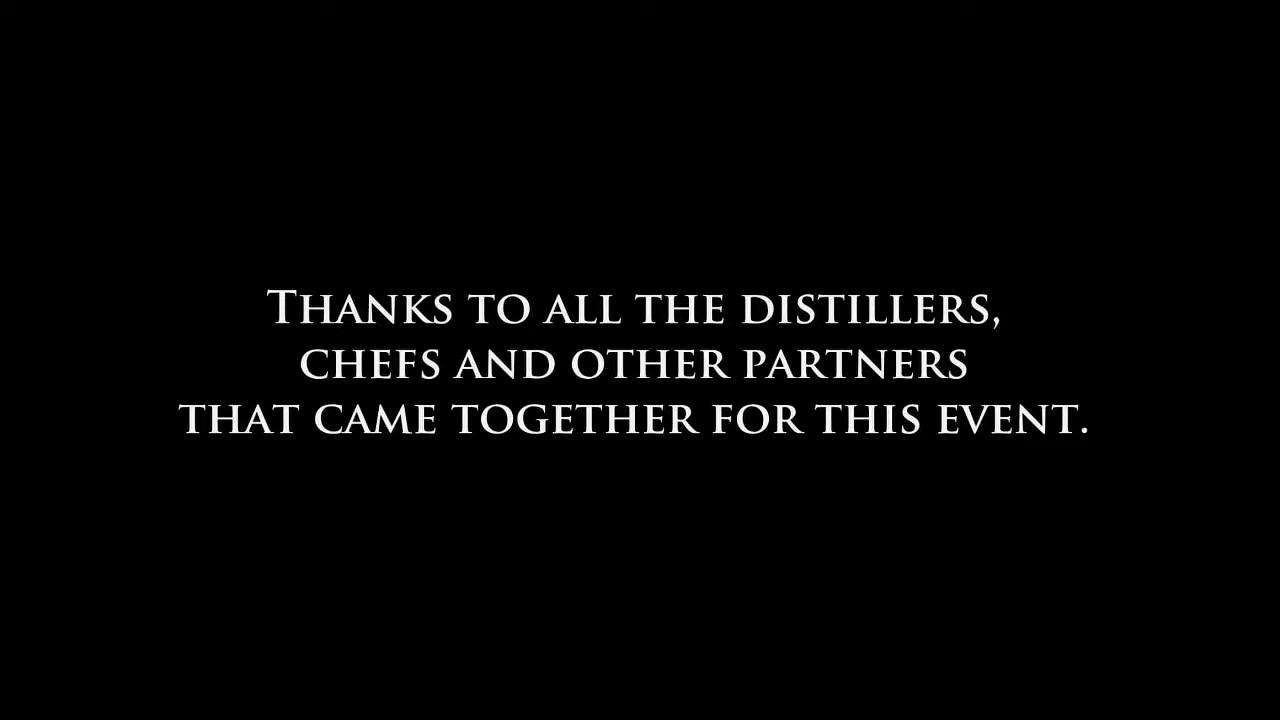 Thanks to all the distillers,
chefs and other partners
that came together for this event.